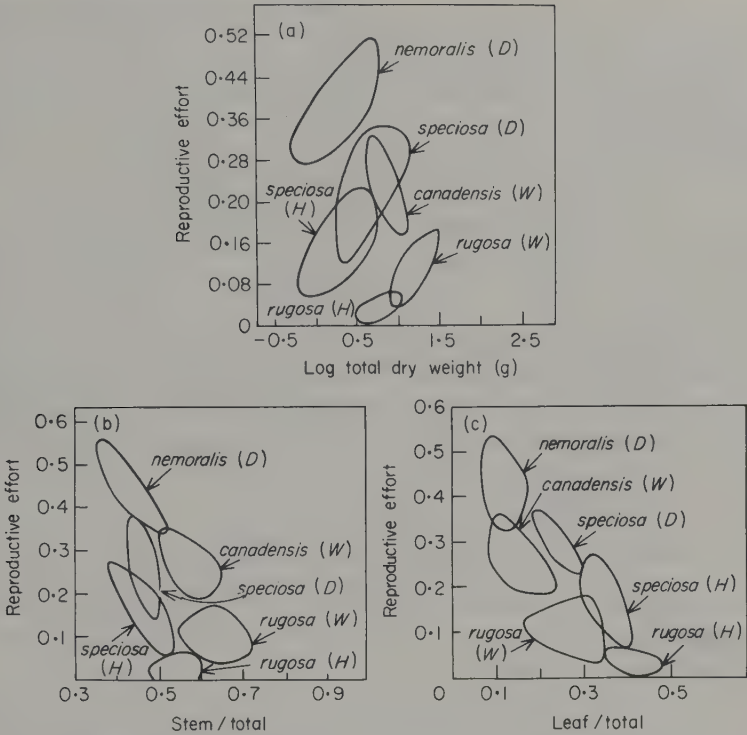 (a)
Reproductive effort
0·52
0·44
0·36
0·28
0·20
0·16
0·08
0
nemoralis (D)
speciosa (D)
speciosa
(H)
canadensis (W)
rugosa (W)
rugosa (H)
-0·5 0·5 1·5 2·5
Log total dry weight (g)
(b)
Reproductive effort
0·6
0·5
0·3
0·2
0·1
nemoralis (D)
canadensis (W)
speciosa (D)
rugosa (W)
speciosa
(H)
rugosa (H)
0·3 0·5 0·7 0·9
Stem/total
(c)
Reproductive effort
0·6
0·5
0·3
0·2
0·1
nemoralis (D)
canadensis (W)
speciosa (D)
speciosa (H)
rugosa
(W)
rugosa (H)
0 0·1 0·3 0·5
Leaf/total